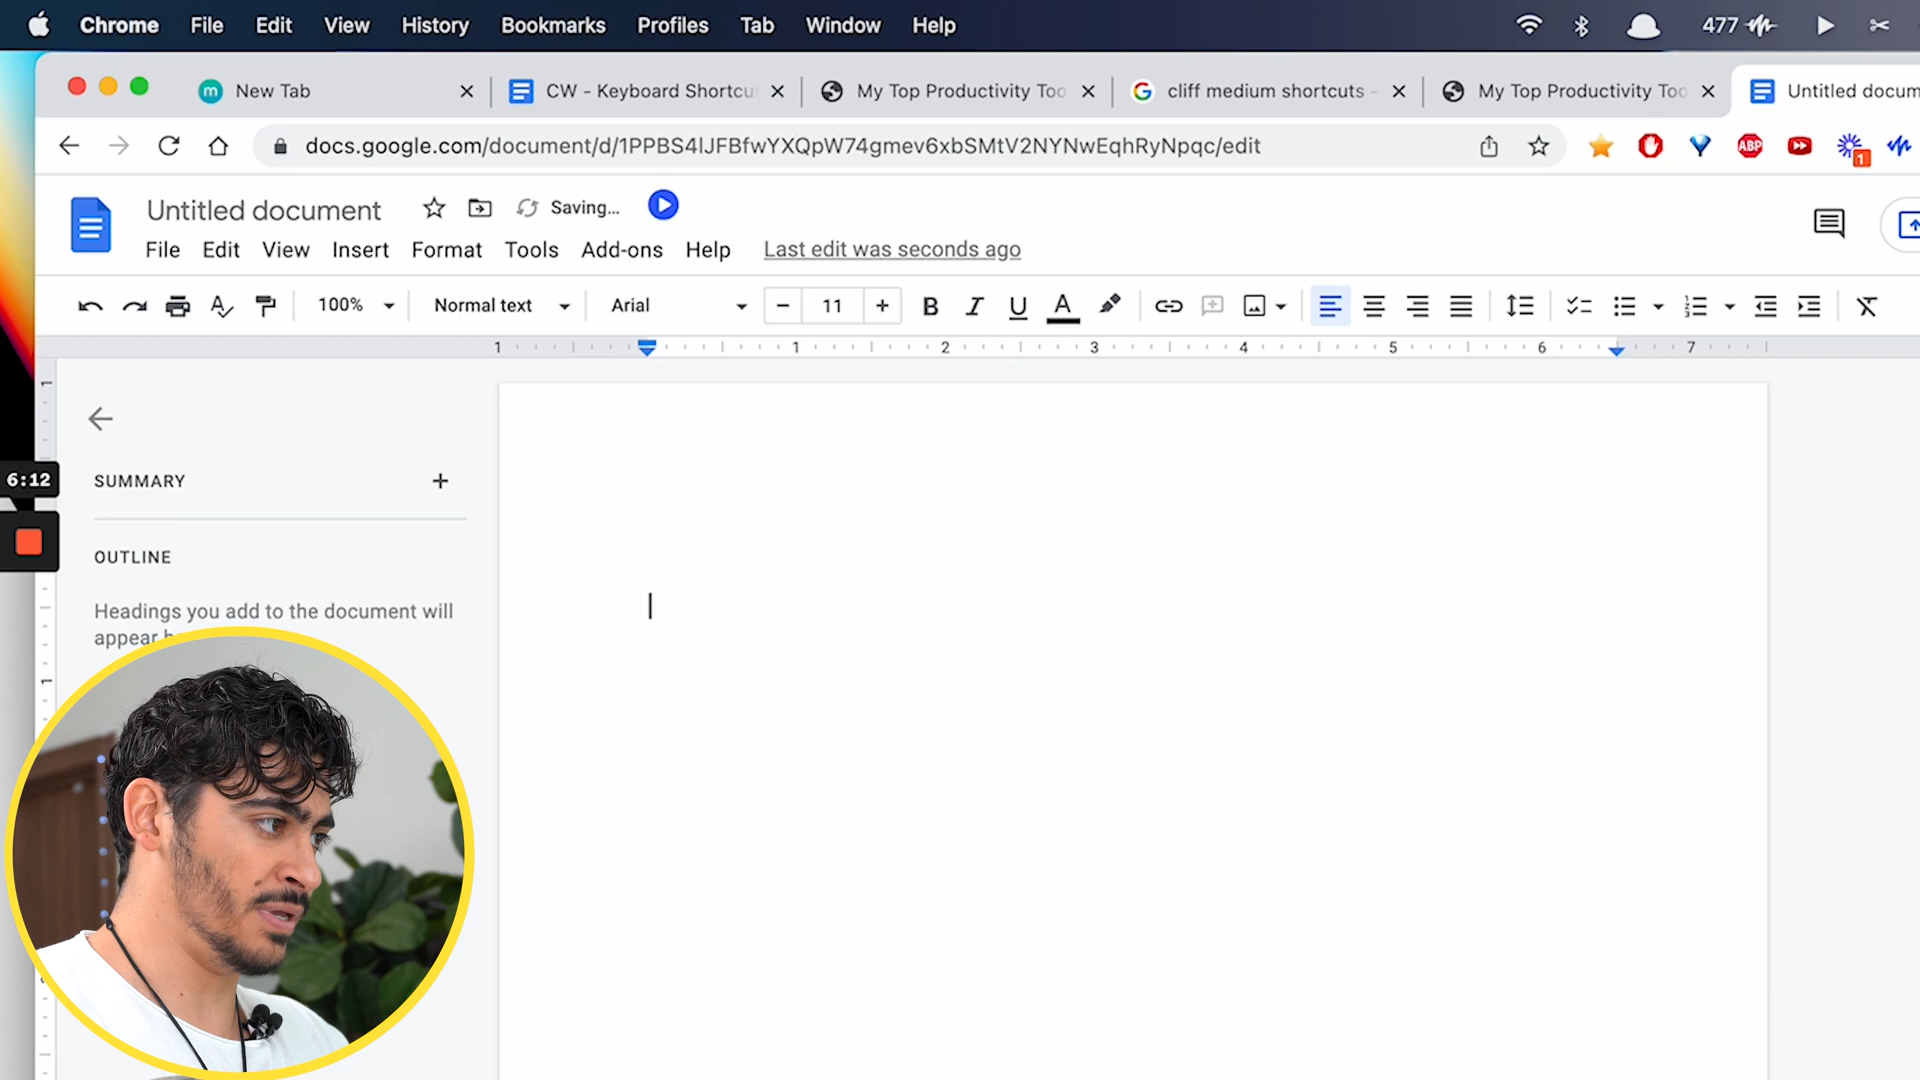 Chrome File Edit View History Bookmarks Profiles Tab Window Help 477
m New Tab CW - Keyboard Shortcu My Top Productivity Too cliff medium shortcuts - My Top Productivity Too Untitled docum
docs.google.com/document/d/1PPBS4lJFBfwYXQpW74gmev6xbSMtV2NYNwEqhRyNpqc/edit ABP 1
Untitled document Saving...
File Edit View Insert Format Tools Add-ons Help Last edit was seconds ago
100% Normal text Arial − 11 + B I U A
1 1 2 3 4 5 6 7
1
6:12
SUMMARY +
OUTLINE
Headings you add to the document will
appear
1